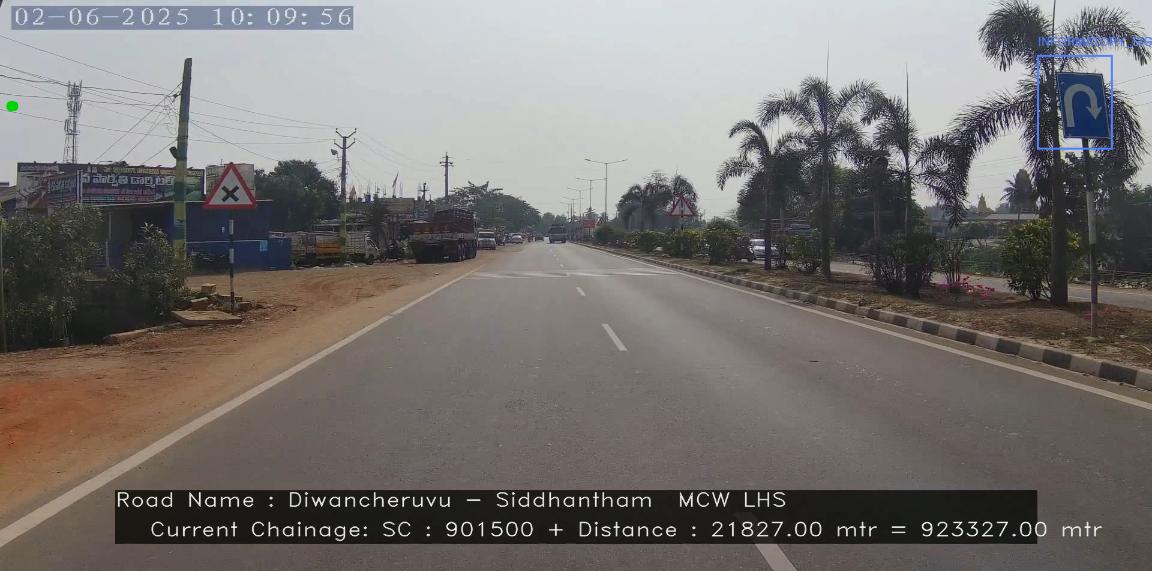 02-06-2025 10:09:56
INFORMATORY_SIG
Road Name : Diwancheruvu - Siddhantham MCW LHS
Current Chainage: SC : 901500 + Distance : 21827.00 mtr = 923327.00 mtr